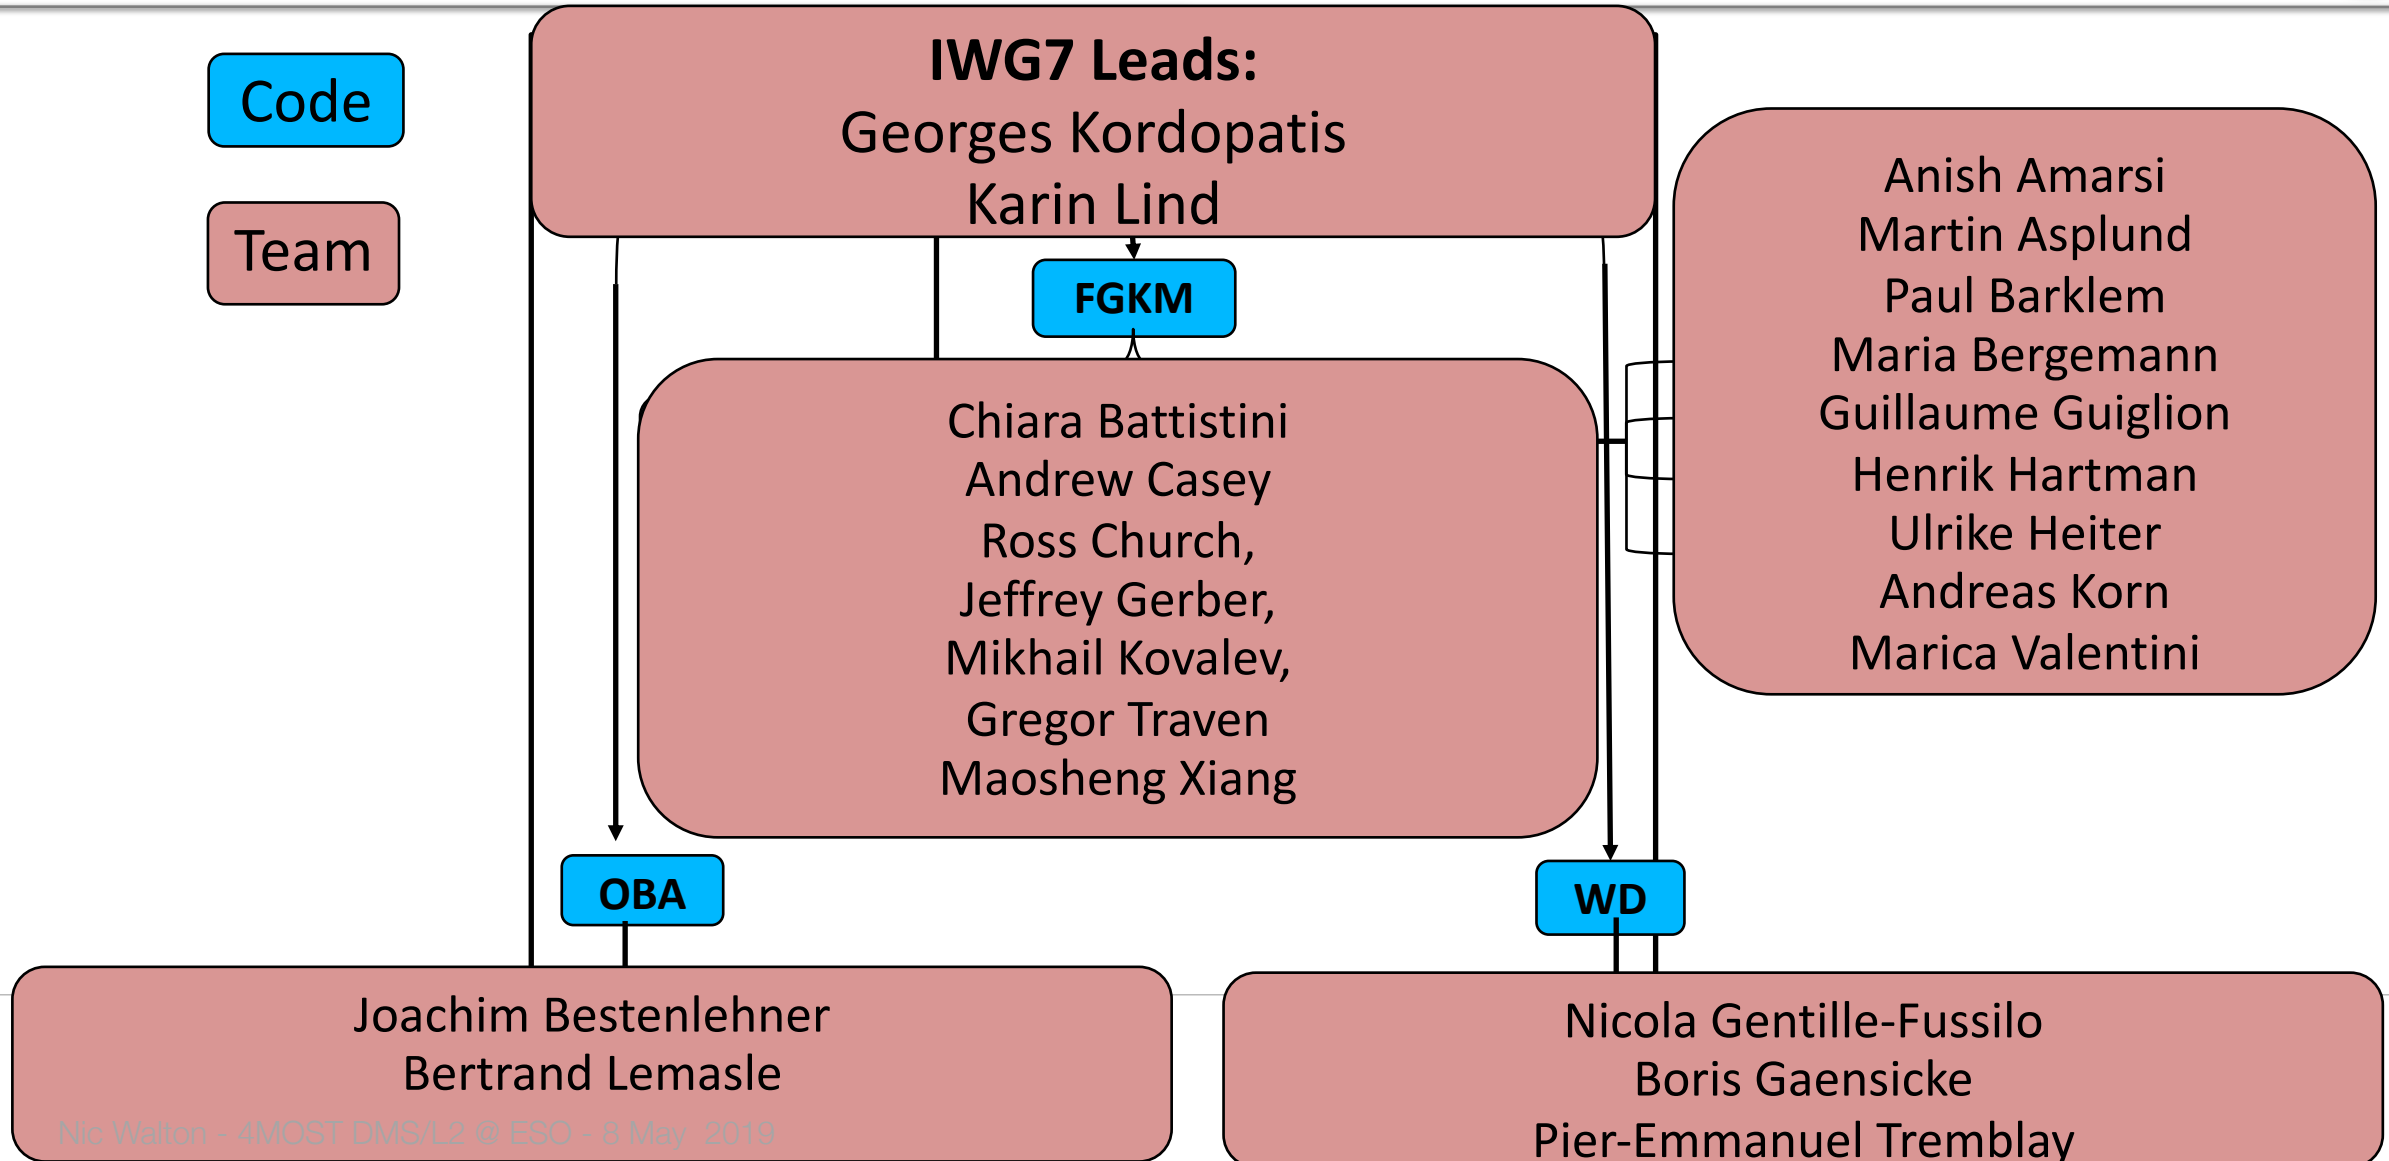 IWG7 Leads:
Georges Kordopatis
Karin Lind
Code
Team
FGKM
Chiara Battistini
Andrew Casey
Ross Church,
Jeffrey Gerber,
Mikhail Kovalev,
Gregor Traven
Maosheng Xiang
Anish Amarsi
Martin Asplund
Paul Barklem
Maria Bergemann
Guillaume Guiglion
Henrik Hartman
Ulrike Heiter
Andreas Korn
Marica Valentini
OBA
WD
Joachim Bestenlehner
Bertrand Lemasle
Nicola Gentille-Fussilo
Boris Gaensicke
Pier-Emmanuel Tremblay
Nic Walton - 4MOST DMS/L2 @ ESO - 8 May 2019